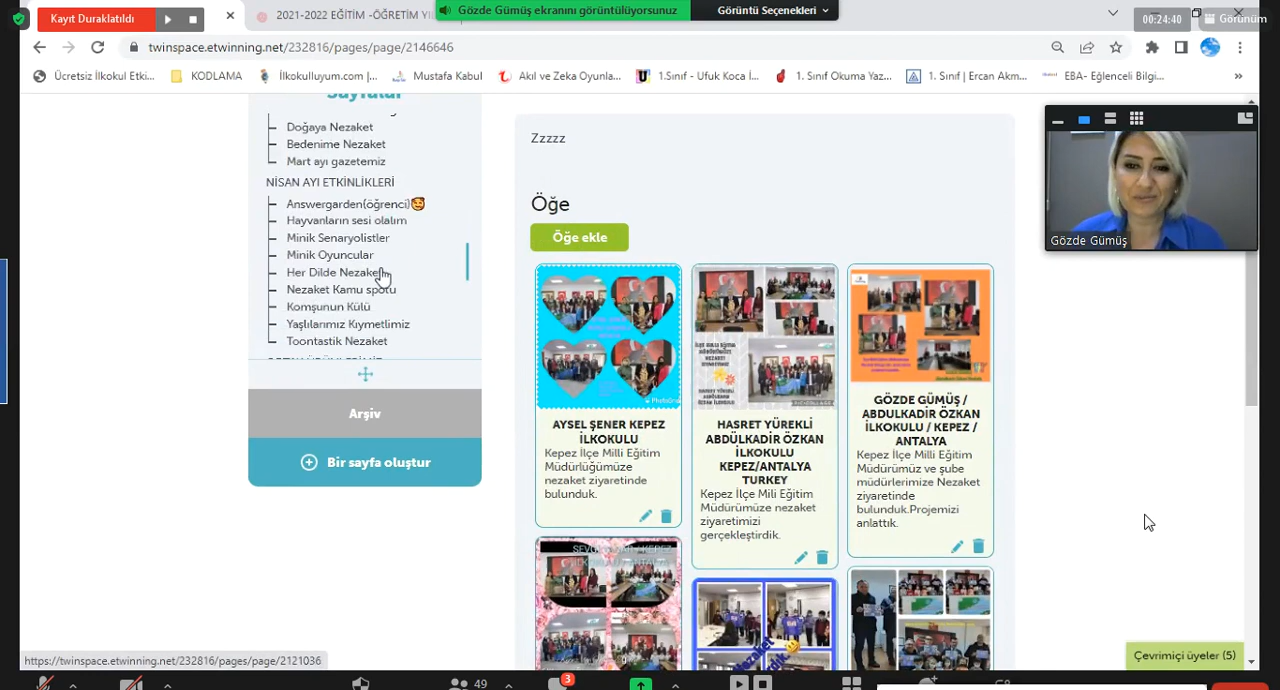 Kayıt Duraklatıldı
2021-2022 EĞİTİM -ÖĞRETİM YI
Gözde Gümüş ekranını görüntülüyorsunuz
Görüntü Seçenekleri
00:24:40
Görünüm
twinspace.etwinning.net/232816/pages/page/2146646
Ücretsiz İlkokul Etki...
KODLAMA
İlkokulluyum.com |...
Mustafa Kabul
Akıl ve Zeka Oyunla...
1.Sınıf - Ufuk Koca İ...
1. Sınıf Okuma Yaz...
1. Sınıf | Ercan Akm...
EBA- Eğlenceli Bilgi...
»
Sayfalar
Doğaya Nezaket
Bedenime Nezaket
Mart ayı gazetemiz
NİSAN AYI ETKİNLİKLERİ
Answergarden(öğrenci)🥰
Hayvanların sesi olalım
Minik Senaryolistler
Minik Oyuncular
Her Dilde Nezaket
Nezaket Kamu spotu
Komşunun Külü
Yaşlılarımız Kıymetlimiz
Toontastik Nezaket
Arşiv
Bir sayfa oluştur
Zzzzz
Öğe
Öğe ekle
AYSEL ŞENER KEPEZ
İLKOKULU
Kepez İlçe Milli Eğitim
Müdürlüğümüze
nezaket ziyaretinde
bulunduk.
HASRET YÜREKLİ
ABDÜLKADİR ÖZKAN
İLKOKULU
KEPEZ/ANTALYA
TURKEY
Kepez İlçe Mili Eğitim
Müdürümüze nezaket
ziyaretimizi
gerçekleştirdik.
GÖZDE GÜMÜŞ /
ABDULKADİR ÖZKAN
İLKOKULU / KEPEZ /
ANTALYA
Kepez İlçe Milli Eğitim
Müdürümüz ve şube
müdürlerimize Nezaket
ziyaretinde
bulunduk.Projemizi
anlattık.
Gözde Gümüş
Çevrimiçi üyeler (5)
https://twinspace.etwinning.net/232816/pages/page/2121036
49
3